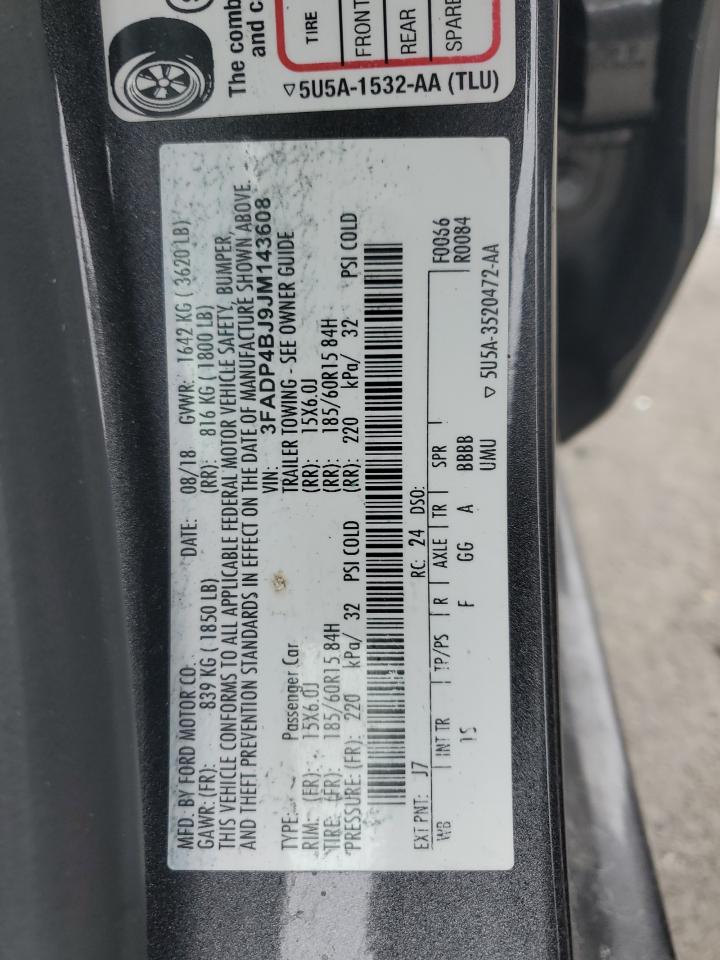 The comb
and c
TIRE
FRONT
REAR
SPARE
▽5U5A-1532-AA (TLU)
MFD. BY FORD MOTOR CO. DATE: 08/18 GVWR: 1642 KG ( 3620 LB)
GAWR: (FR): 839 KG ( 1850 LB) (RR): 816 KG ( 1800 LB)
THIS VEHICLE CONFORMS TO ALL APPLICABLE FEDERAL MOTOR VEHICLE SAFETY, BUMPER,
AND THEFT PREVENTION STANDARDS IN EFFECT ON THE DATE OF MANUFACTURE SHOWN ABOVE.
VIN: 3FADP4BJ9JM143608
TYPE: Passenger Car TRAILER TOWING - SEE OWNER GUIDE
RIM: (FR): 15X6.0J (RR): 15X6.0J
TIRE: (FR): 185/60R15 84H (RR): 185/60R15 84H
PRESSURE: (FR): 220 kPa/ 32 PSI COLD (RR): 220 kPa/ 32 PSI COLD
EXT PNT: J7 RC: 24 DSO: F0066
WB INT TR TP/PS R AXLE TR SPR R0084
15 F GG A BBBB
UMU
▽ 5U5A-3520472-AA